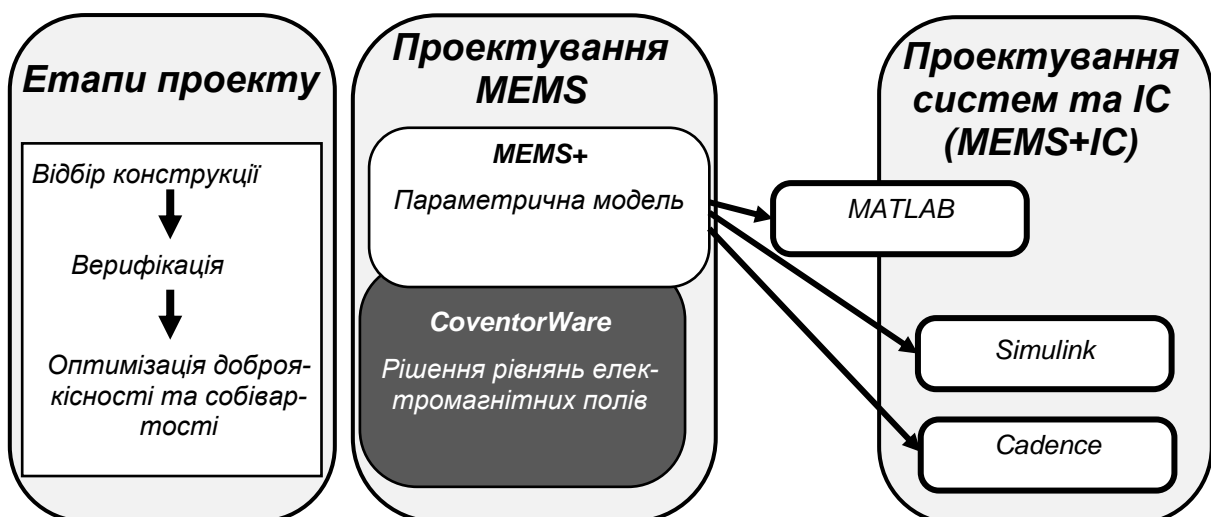 Етапи проекту
Відбір конструкції
Верифікація
Оптимізація доброя-
кісності та собівар-
тості
Проектування
MEMS
MEMS+
Параметрична модель
CoventorWare
Рішення рівнянь елек-
тромагнітних полів
Проектування
систем та ІС
(MEMS+IC)
MATLAB
Simulink
Cadence